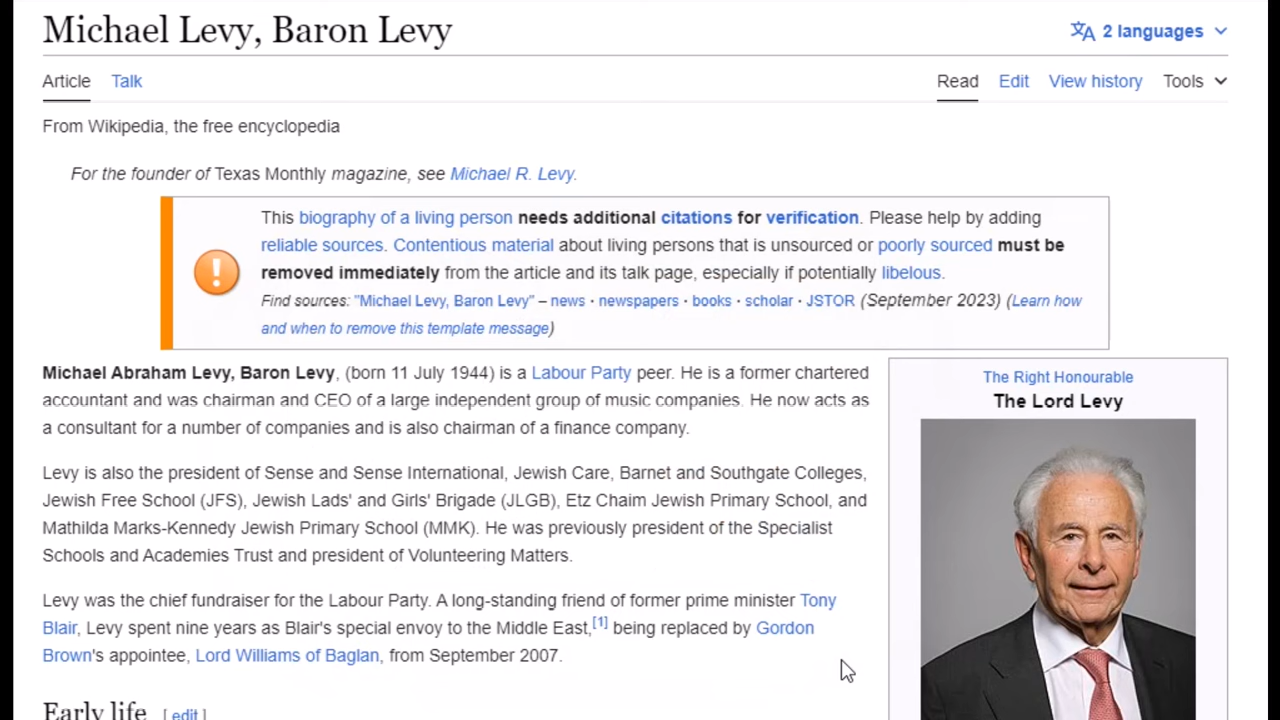 Michael Levy, Baron Levy
2 languages
Article Talk Read Edit View history Tools
From Wikipedia, the free encyclopedia
For the founder of Texas Monthly magazine, see Michael R. Levy.
This biography of a living person needs additional citations for verification. Please help by adding
reliable sources. Contentious material about living persons that is unsourced or poorly sourced must be
removed immediately from the article and its talk page, especially if potentially libelous.
Find sources: "Michael Levy, Baron Levy" – news · newspapers · books · scholar · JSTOR (September 2023) (Learn how
and when to remove this template message)
Michael Abraham Levy, Baron Levy, (born 11 July 1944) is a Labour Party peer. He is a former chartered
accountant and was chairman and CEO of a large independent group of music companies. He now acts as
a consultant for a number of companies and is also chairman of a finance company.
Levy is also the president of Sense and Sense International, Jewish Care, Barnet and Southgate Colleges,
Jewish Free School (JFS), Jewish Lads' and Girls' Brigade (JLGB), Etz Chaim Jewish Primary School, and
Mathilda Marks-Kennedy Jewish Primary School (MMK). He was previously president of the Specialist
Schools and Academies Trust and president of Volunteering Matters.
Levy was the chief fundraiser for the Labour Party. A long-standing friend of former prime minister Tony
Blair, Levy spent nine years as Blair's special envoy to the Middle East,[1] being replaced by Gordon
Brown's appointee, Lord Williams of Baglan, from September 2007.
Early life [ edit ]
The Right Honourable
The Lord Levy